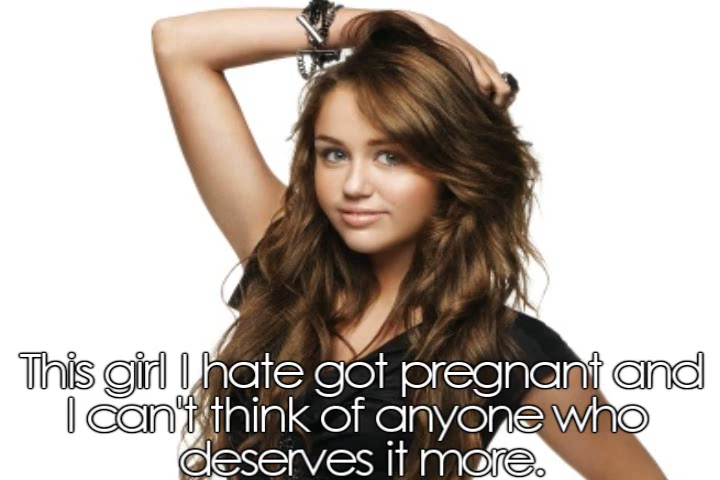 This girl I hate got pregnant and
I can't think of anyone who
deserves it more.